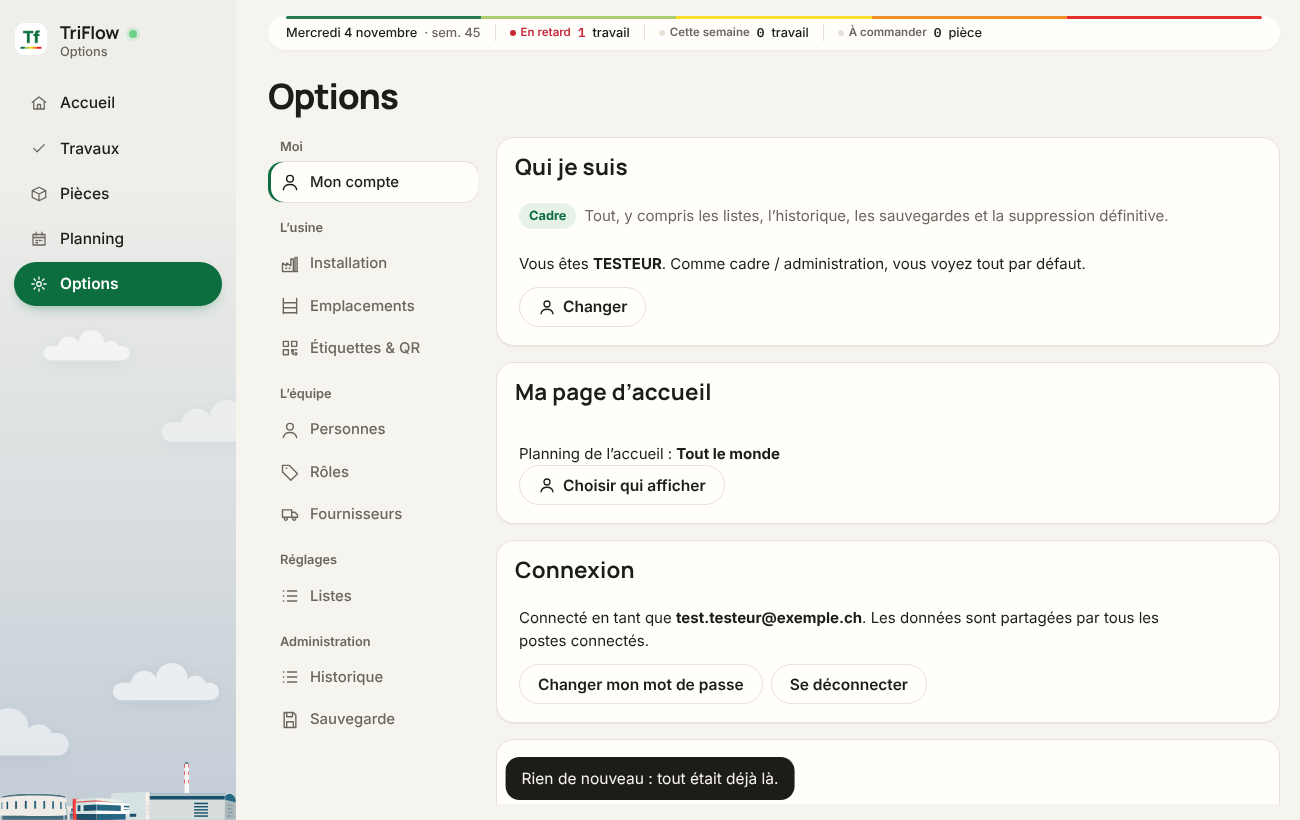 Tf
TriFlow
Options
Accueil
Travaux
Pièces
Planning
Options
Mercredi 4 novembre · sem. 45
En retard 1 travail
Cette semaine 0 travail
À commander 0 pièce
Options
Moi
Mon compte
L’usine
Installation
Emplacements
Étiquettes & QR
L’équipe
Personnes
Rôles
Fournisseurs
Réglages
Listes
Administration
Historique
Sauvegarde
Qui je suis
Cadre Tout, y compris les listes, l’historique, les sauvegardes et la suppression définitive.
Vous êtes TESTEUR. Comme cadre / administration, vous voyez tout par défaut.
Changer
Ma page d’accueil
Planning de l’accueil : Tout le monde
Choisir qui afficher
Connexion
Connecté en tant que test.testeur@exemple.ch. Les données sont partagées par tous les
postes connectés.
Changer mon mot de passe
Se déconnecter
Rien de nouveau : tout était déjà là.